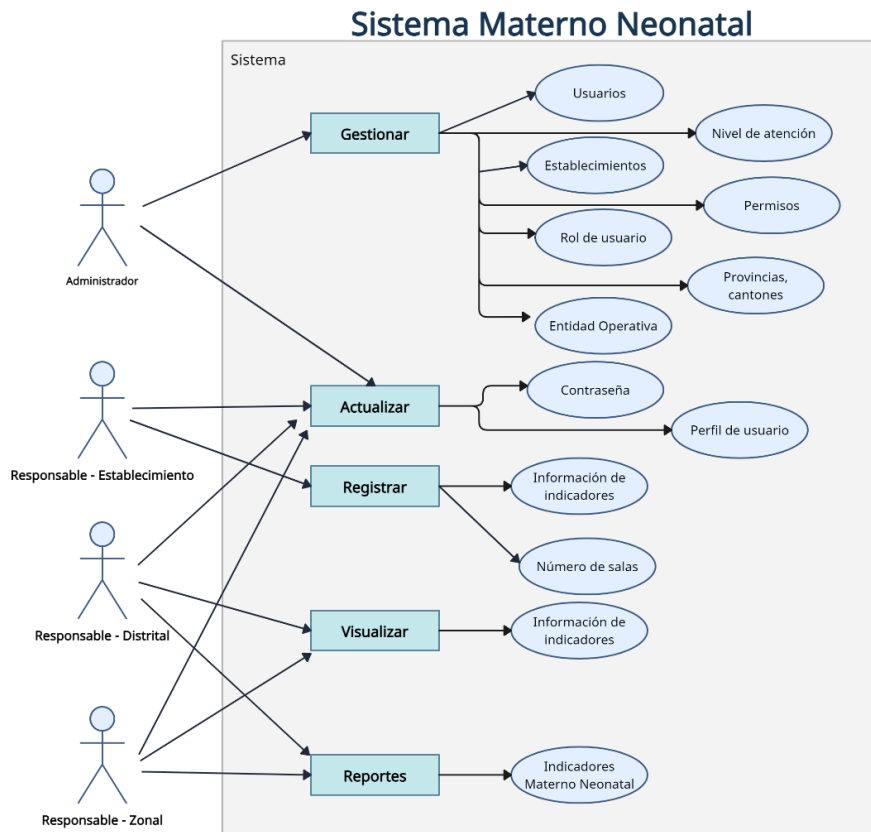 Sistema Materno Neonatal
Sistema
Usuarios
Gestionar
Nivel de atención
Establecimientos
Permisos
Rol de usuario
Administrador
Provincias,
cantones
Entidad Operativa
Contraseña
Actualizar
Perfil de usuario
Responsable - Establecimiento
Registrar
Información de
indicadores
Número de salas
Responsable - Distrital
Visualizar
Información de
indicadores
Reportes
Indicadores
Materno Neonatal
Responsable - Zonal